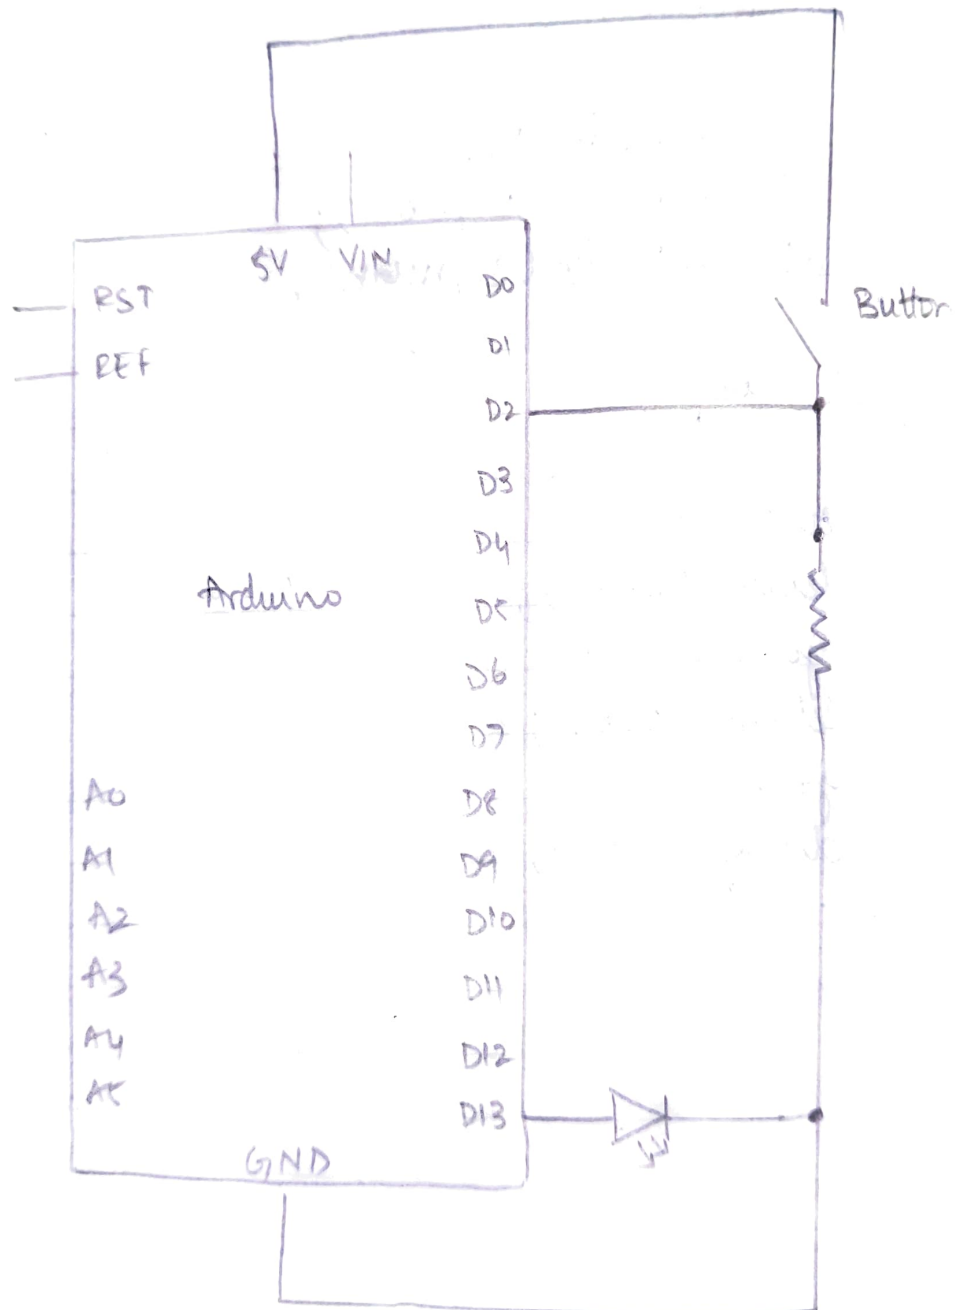 5V VIN
RST
REF
D0
D1
D2
D3
D4
D5
D6
D7
D8
D9
D10
D11
D12
D13
Arduino
A0
A1
A2
A3
A4
A5
GND
Button